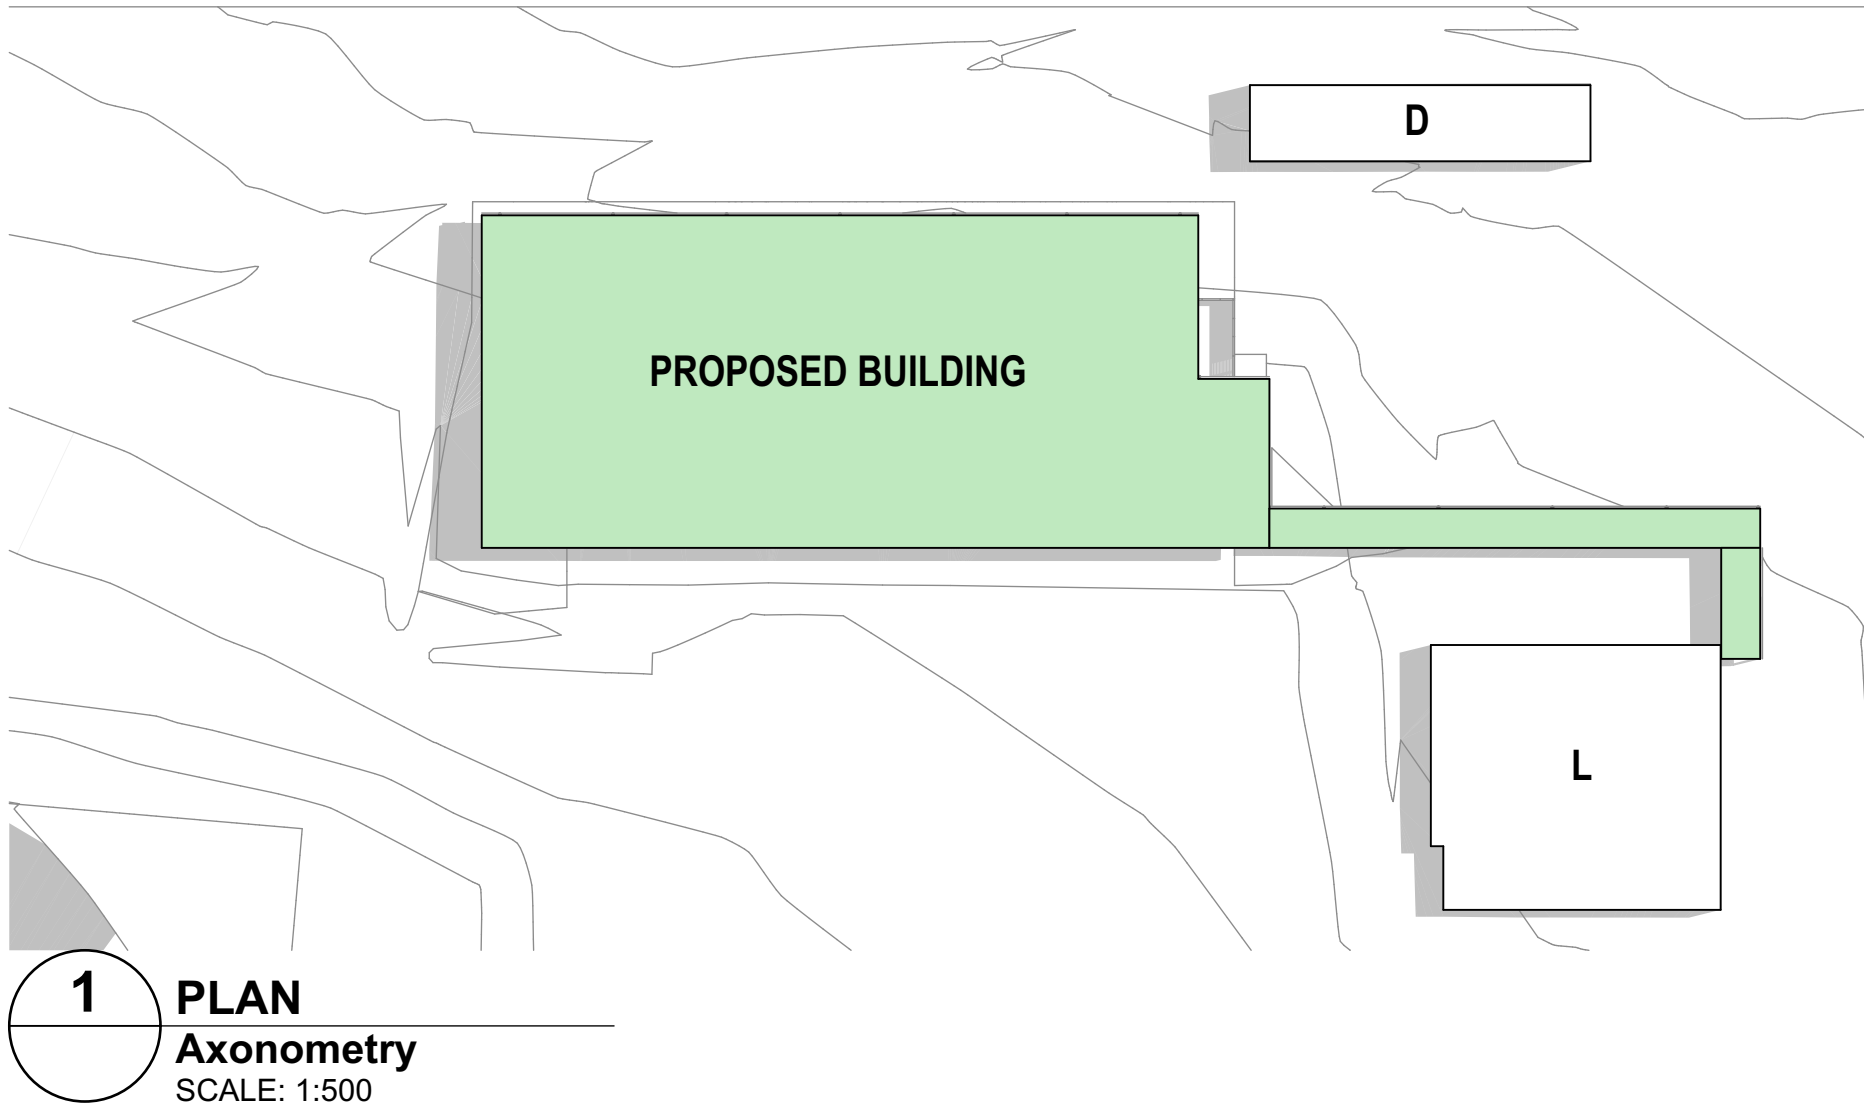 D
PROPOSED BUILDING
L
1
PLAN
Axonometry
SCALE: 1:500